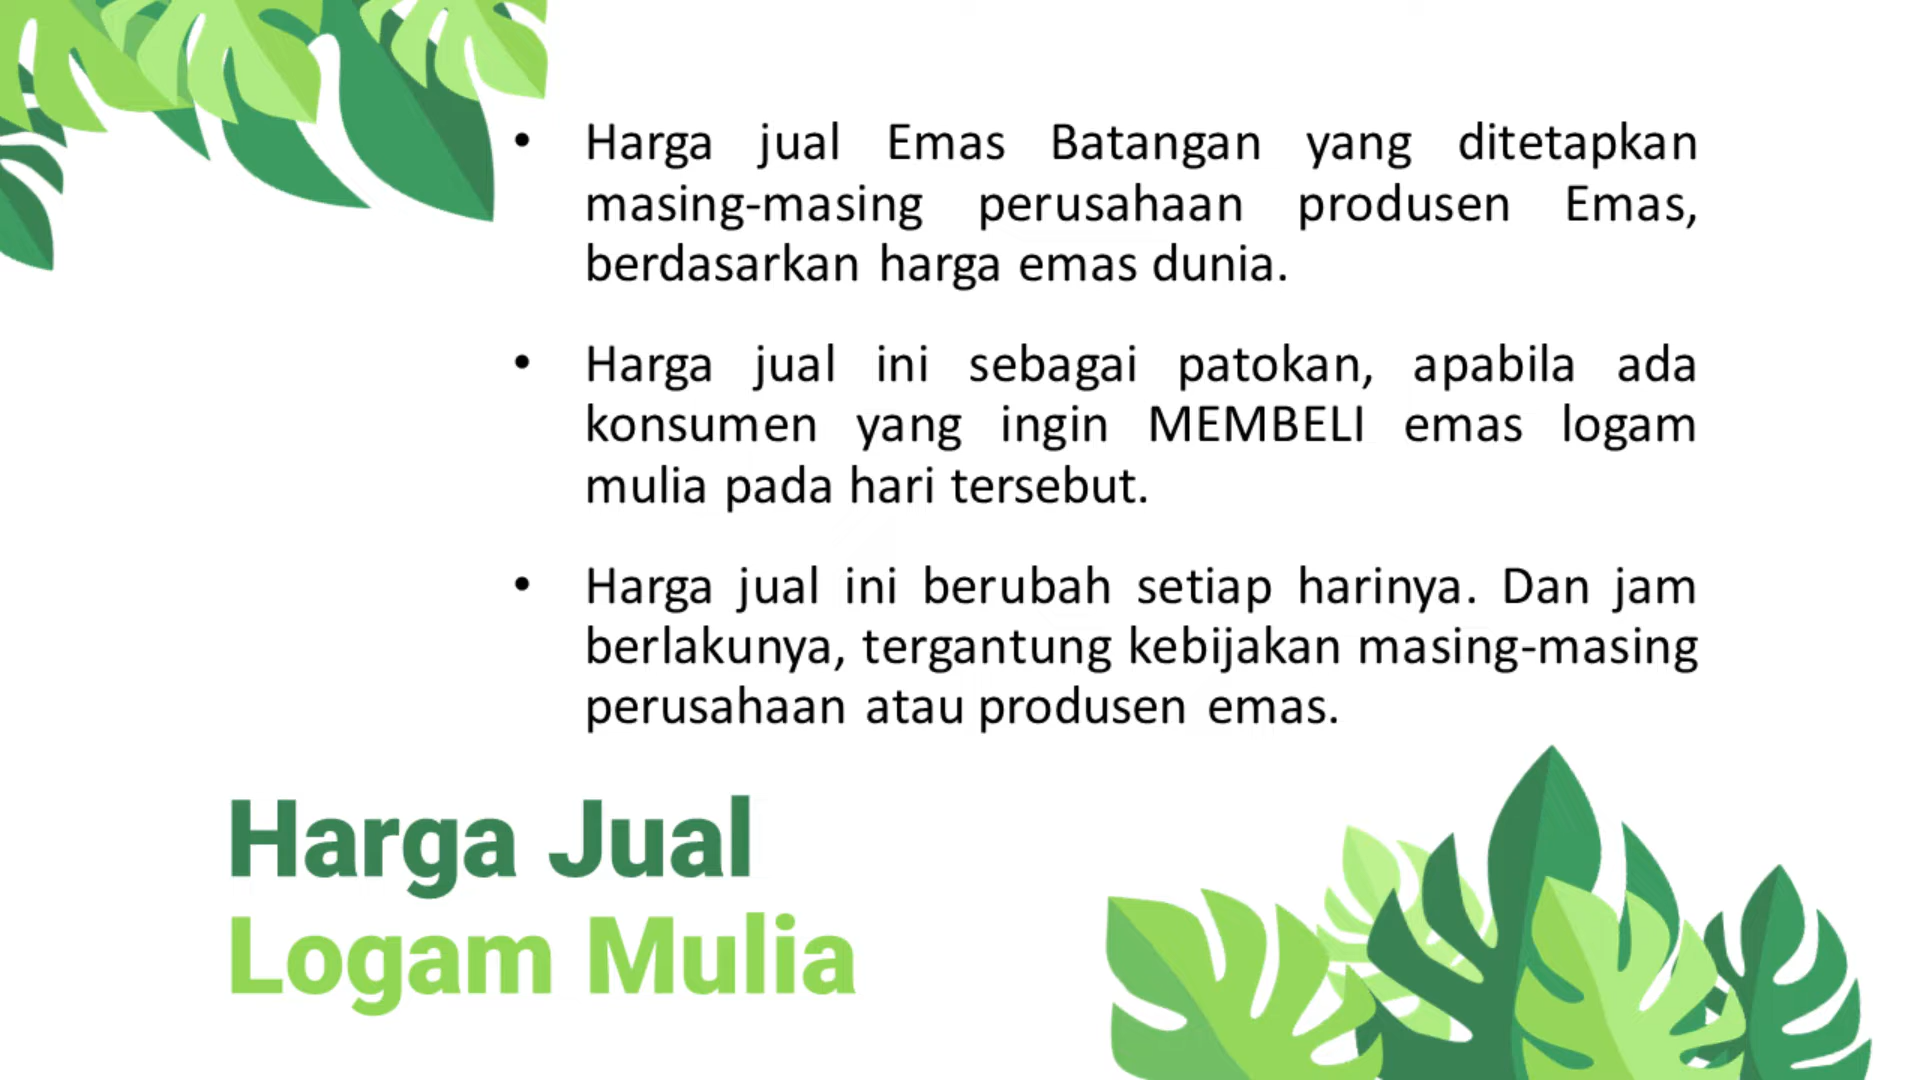 • Harga jual Emas Batangan yang ditetapkan
masing-masing perusahaan produsen Emas,
berdasarkan harga emas dunia.
• Harga jual ini sebagai patokan, apabila ada
konsumen yang ingin MEMBELI emas logam
mulia pada hari tersebut.
• Harga jual ini berubah setiap harinya. Dan jam
berlakunya, tergantung kebijakan masing-masing
perusahaan atau produsen emas.
Harga Jual
Logam Mulia